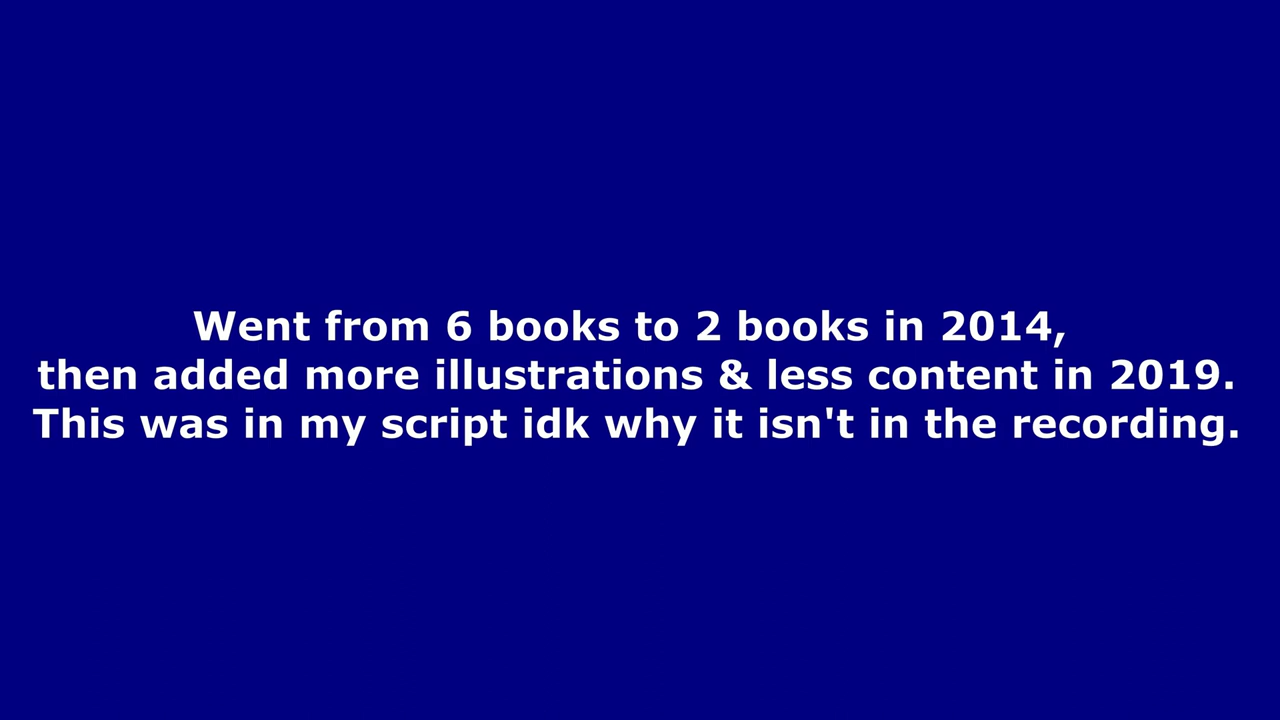 Went from 6 books to 2 books in 2014,
then added more illustrations & less content in 2019.
This was in my script idk why it isn't in the recording.